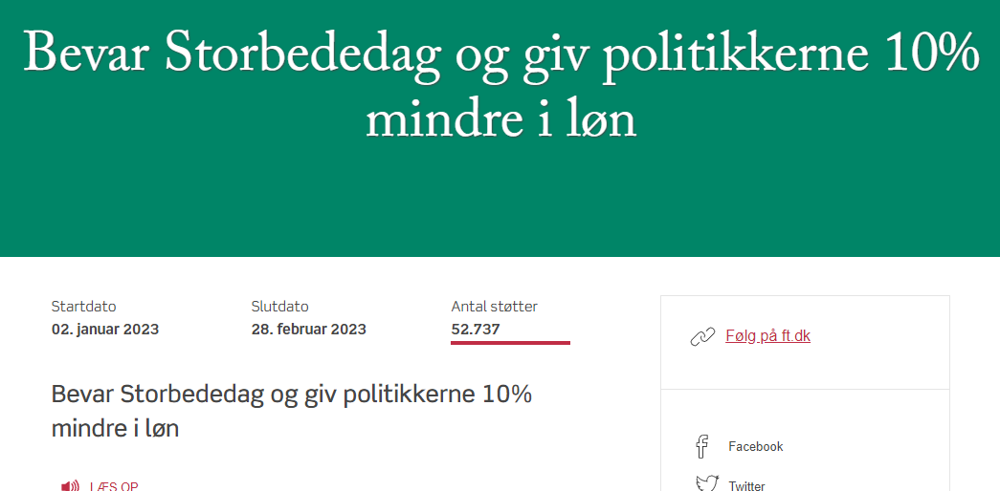 Bevar Storbededag og giv politikkerne 10%
mindre i løn
Startdato
02. januar 2023
Slutdato
28. februar 2023
Antal støtter
52.737
Bevar Storbededag og giv politikkerne 10%
mindre i løn
LÆS OP
Følg på ft.dk
Facebook
Twitter